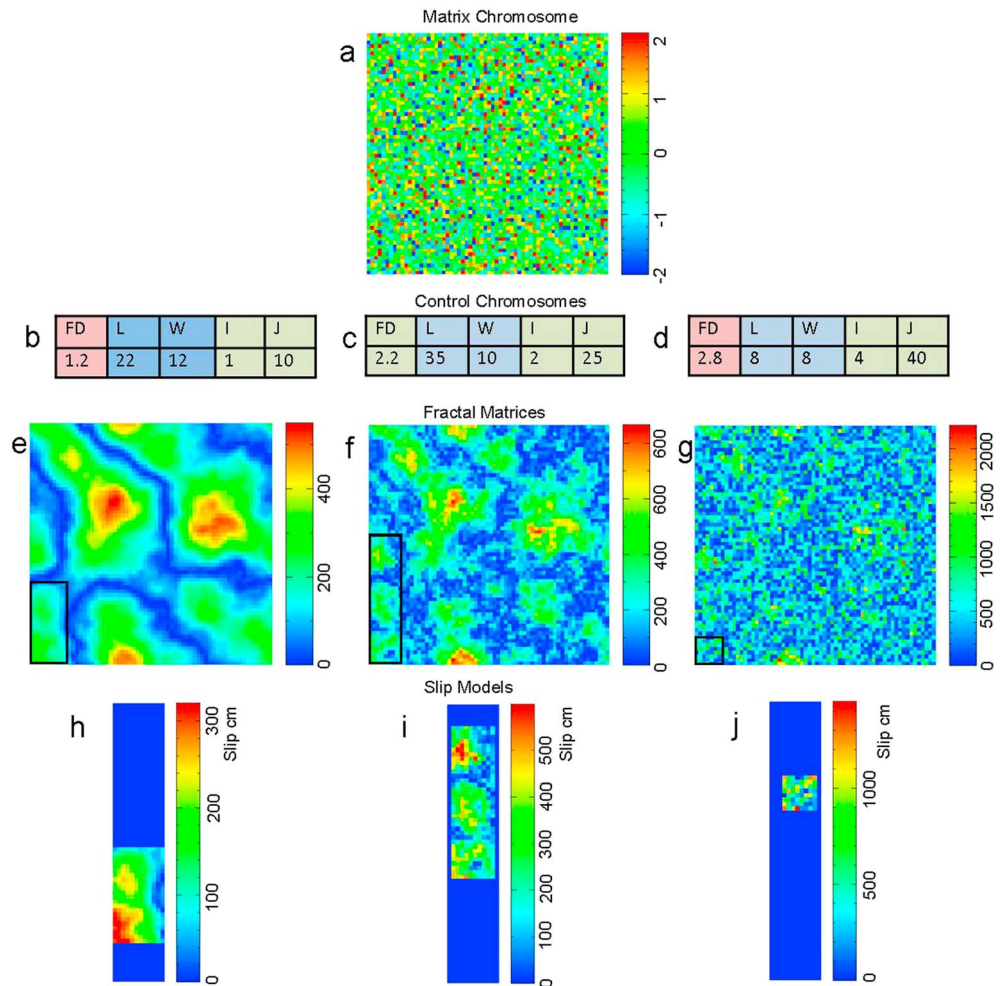 Matrix Chromosome
a
2
1
0
-1
-2
Control Chromosomes
b
FD L W I J
1.2 22 12 1 10
c
FD L W I J
2.2 35 10 2 25
d
FD L W I J
2.8 8 8 4 40
Fractal Matrices
e
400
200
0
f
600
400
200
0
g
2000
1500
1000
500
0
Slip Models
h
300
200
100
0
Slip cm
i
500
400
300
200
100
0
Slip cm
j
1000
500
0
Slip cm